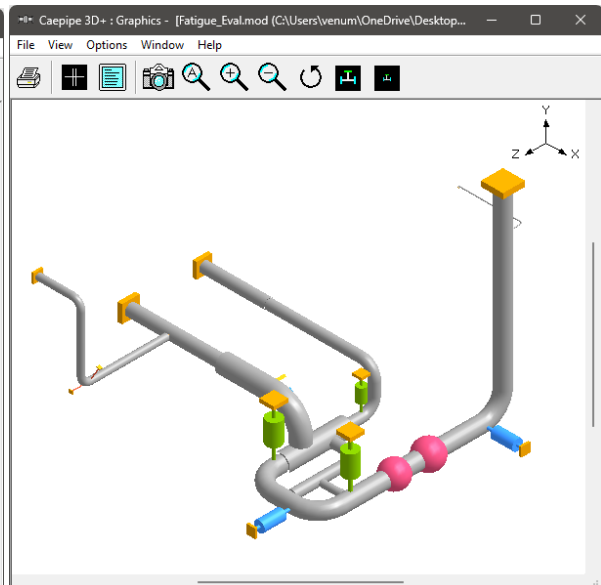 Caepipe 3D+ : Graphics - [Fatigue_Eval.mod (C:\Users\venum\OneDrive\Desktop...
File View Options Window Help
A
Y
Z X